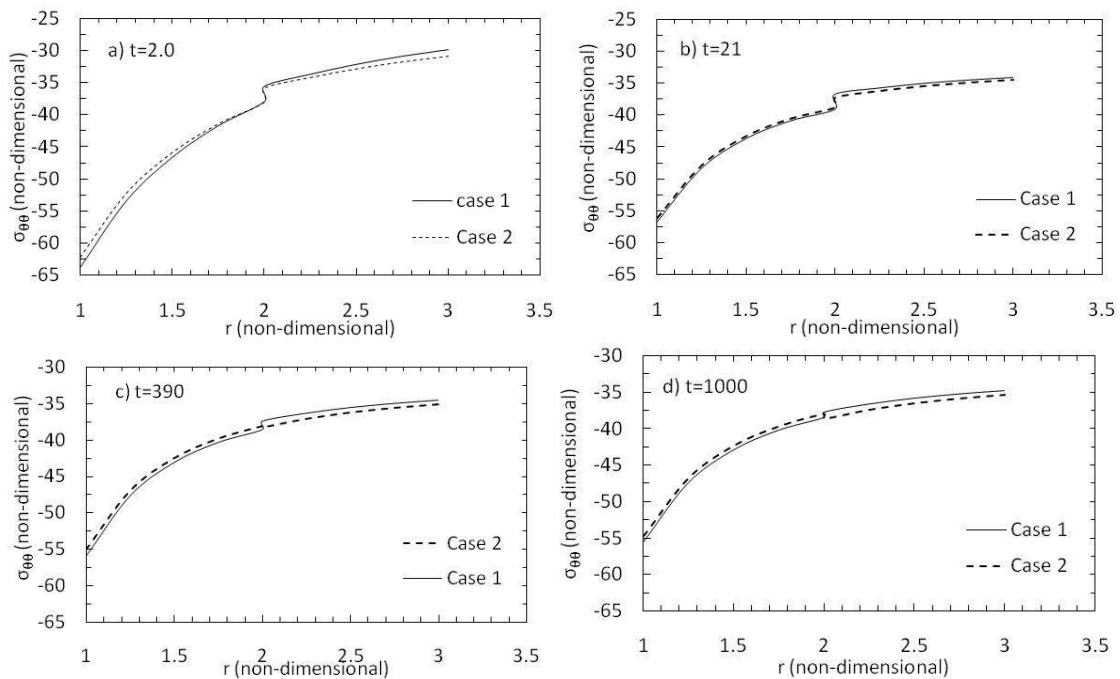 a) t=2.0
σθθ (non-dimensional)
-25
-30
-35
-40
-45
-50
-55
-60
-65
case 1
Case 2
1 1.5 2 2.5 3 3.5
r (non-dimensional)
b) t=21
σθθ (non-dimensional)
-25
-30
-35
-40
-45
-50
-55
-60
-65
Case 1
Case 2
1 1.5 2 2.5 3 3.5
r (non-dimensional)
c) t=390
σθθ (non-dimensional)
-30
-35
-40
-45
-50
-55
-60
-65
Case 2
Case 1
1 1.5 2 2.5 3 3.5
r (non-dimensional)
d) t=1000
σθθ (non-dimensional)
-30
-35
-40
-45
-50
-55
-60
-65
Case 1
Case 2
1 1.5 2 2.5 3 3.5
r (non-dimensional)